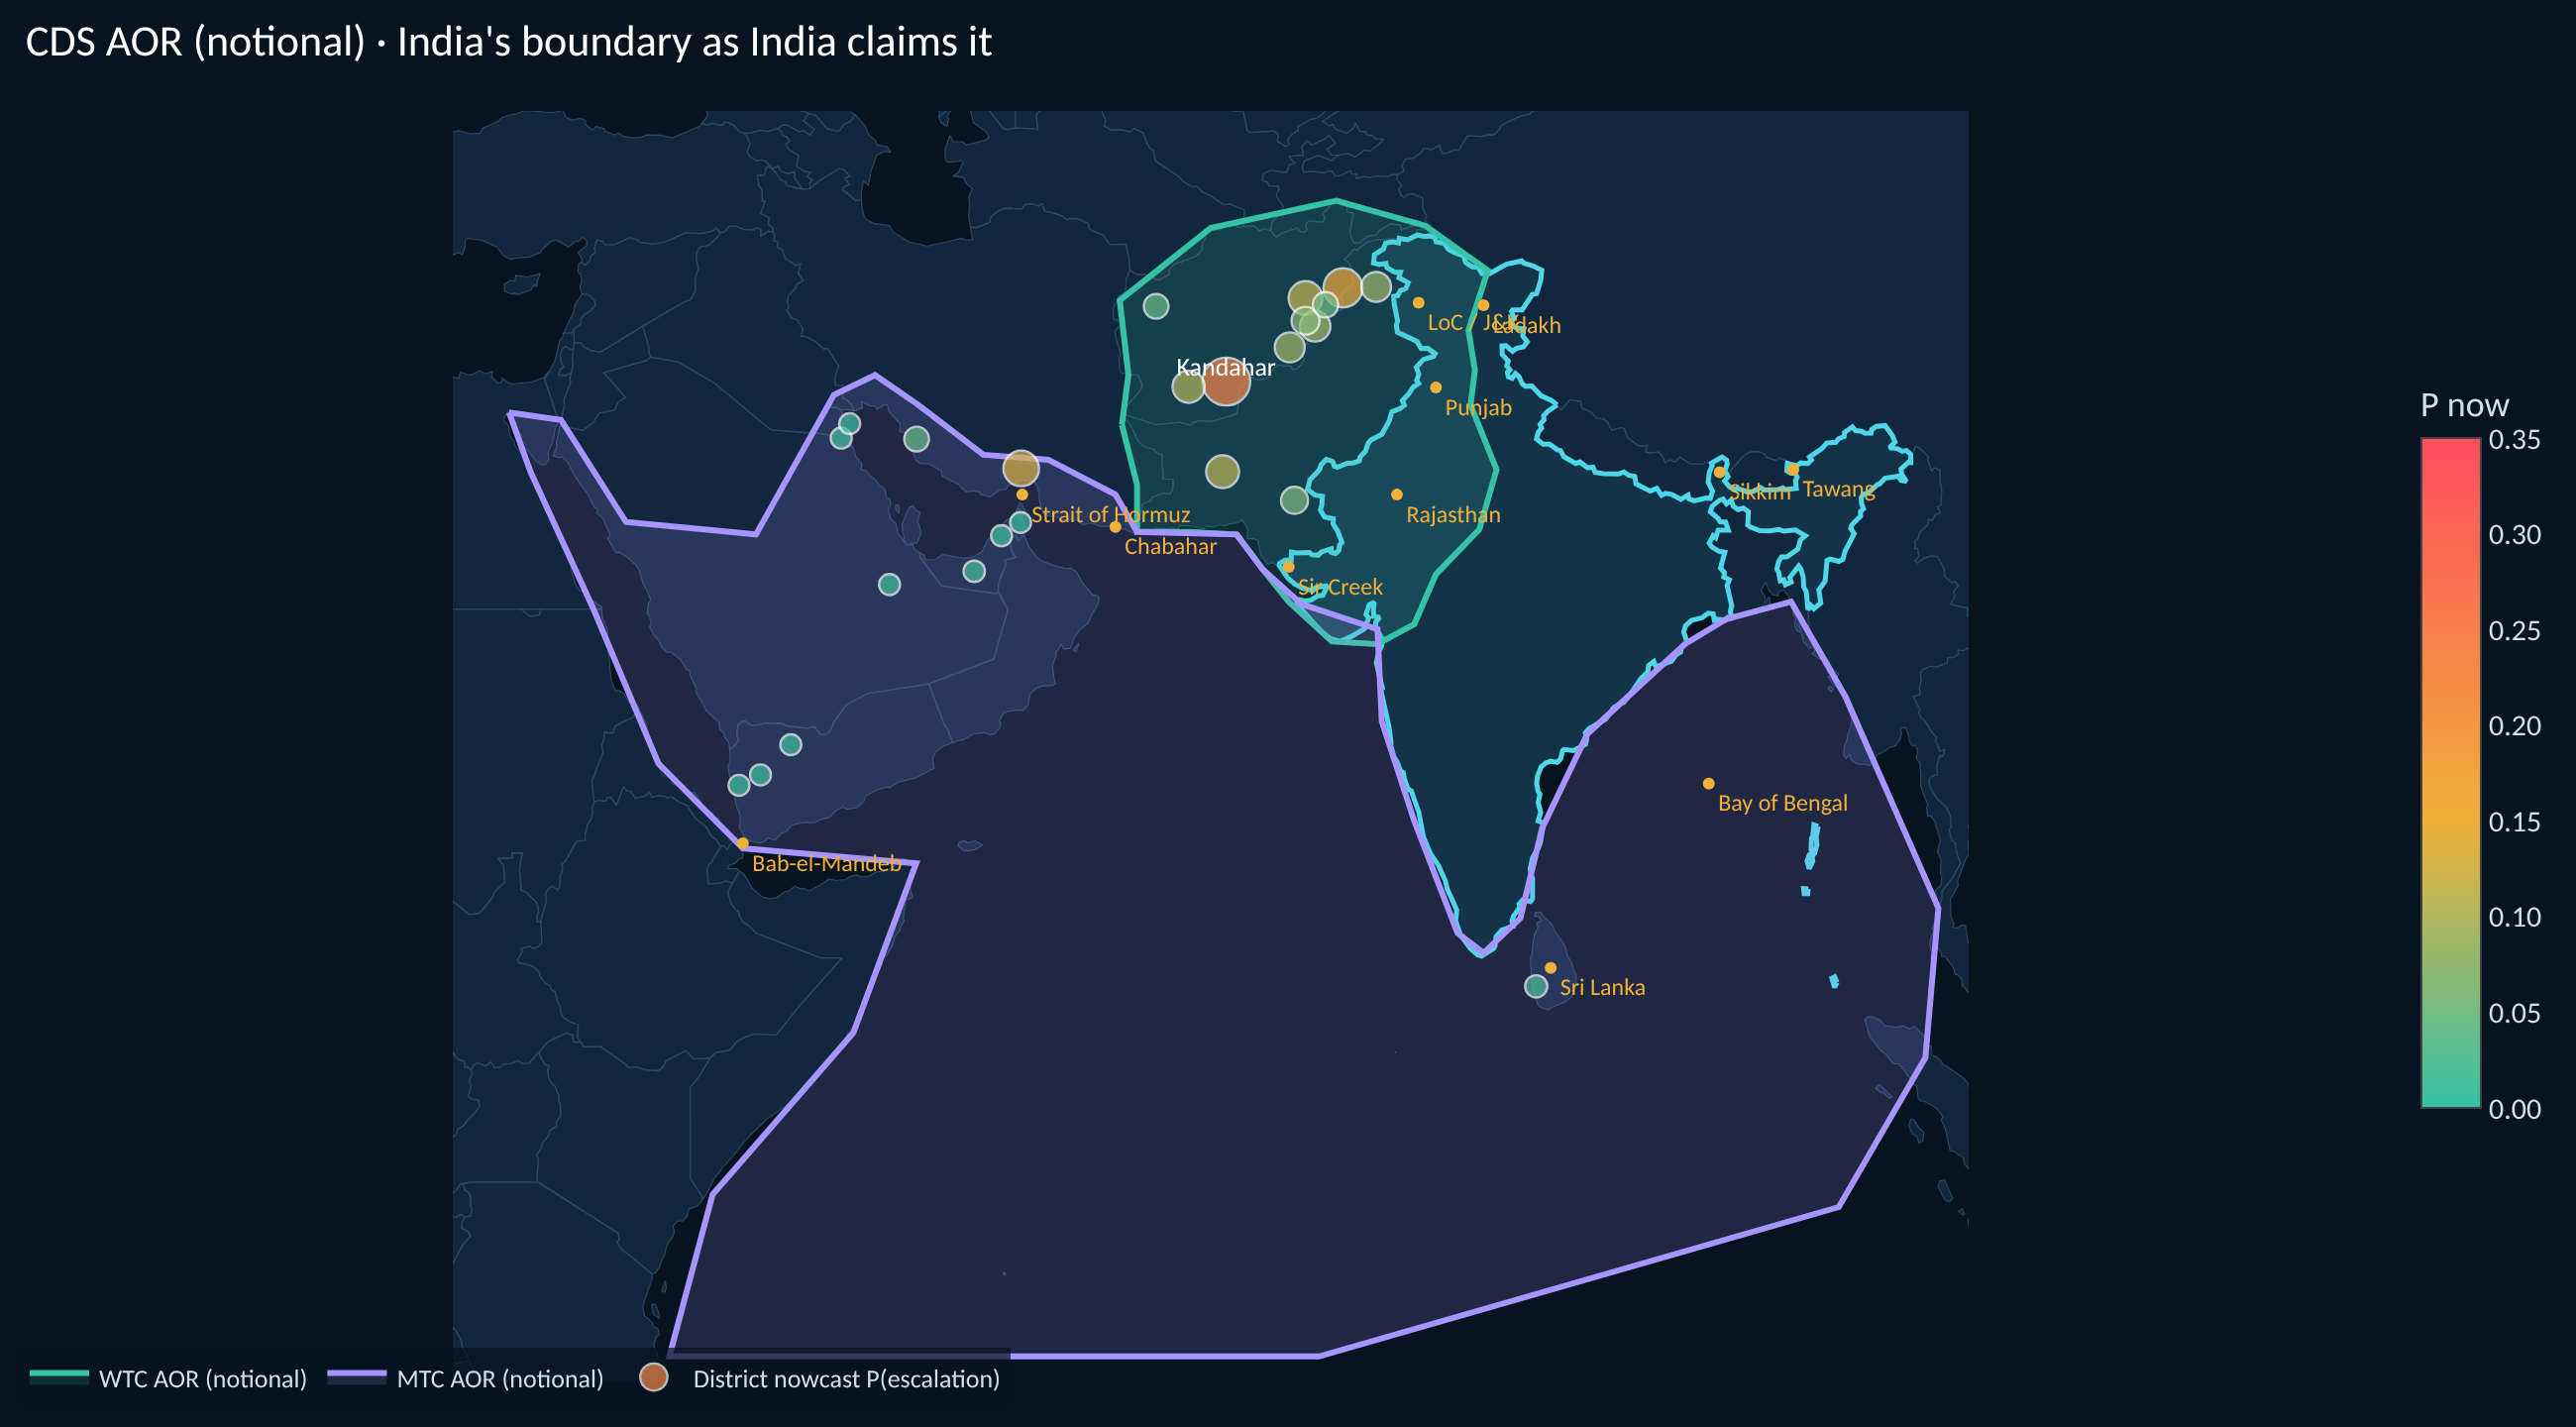 CDS AOR (notional) · India's boundary as India claims it
P now
0.35
0.30
0.25
0.20
0.15
0.10
0.05
0.00
LoC / J&K
Ladakh
Kandahar
Punjab
Sikkim
Tawang
Strait of Hormuz
Rajasthan
Chabahar
Sir Creek
Bay of Bengal
Bab-el-Mandeb
Sri Lanka
WTC AOR (notional)
MTC AOR (notional)
District nowcast P(escalation)